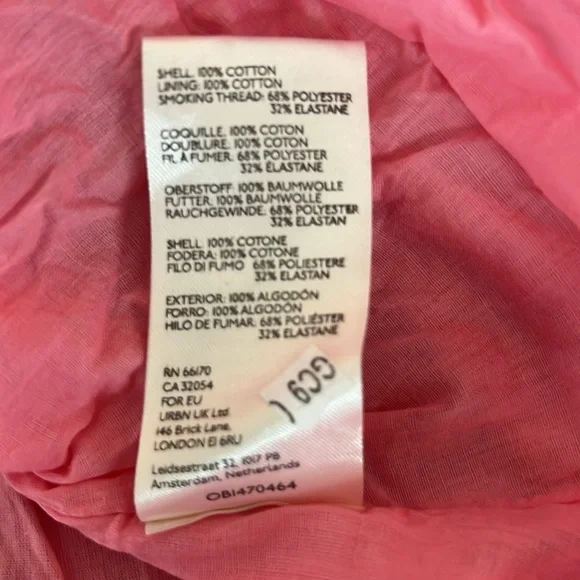 SHELL: 100% COTTON
LINING: 100% COTTON
SMOKING THREAD: 68% POLYESTER
32% ELASTANE
COQUILLE: 100% COTON
DOUBLURE: 100% COTON
FIL À FUMER: 68% POLYESTER
32% ÉLASTANE
OBERSTOFF: 100% BAUMWOLLE
FUTTER: 100% BAUMWOLLE
RAUCHGEWINDE: 68% POLYESTER
32% ELASTAN
SHELL 100% COTONE
FODERA: 100% COTONE
FILO DI FUMO 68% POLIESTERE
32% ELASTAN
EXTERIOR: 100% ALGODÓN
FORRO: 100% ALGODÓN
HILO DE FUMAR: 68% POLIÉSTER
32% ELASTANE
RN 66170
CA 32054
FOR EU
URBN UK Ltd.
146 Brick Lane,
LONDON E1 6RU
GC9 (
Leidsestraat 32, 1017 PB
Amsterdam, Netherlands
OB1470464